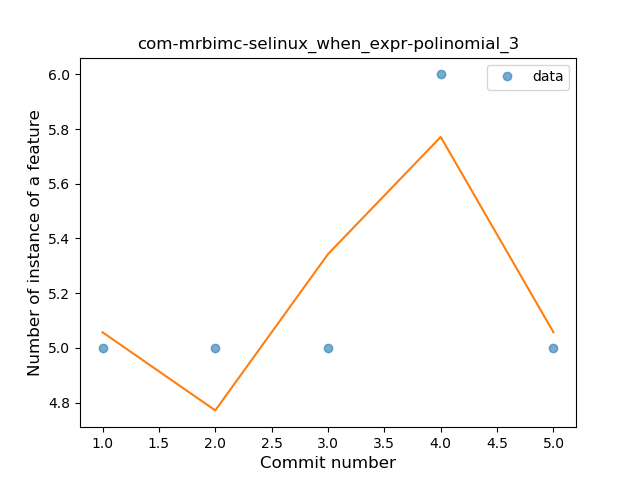 com-mrbimc-selinux_when_expr-polinomial_3
data
Number of instance of a feature
6.0
5.8
5.6
5.4
5.2
5.0
4.8
1.0 1.5 2.0 2.5 3.0 3.5 4.0 4.5 5.0
Commit number